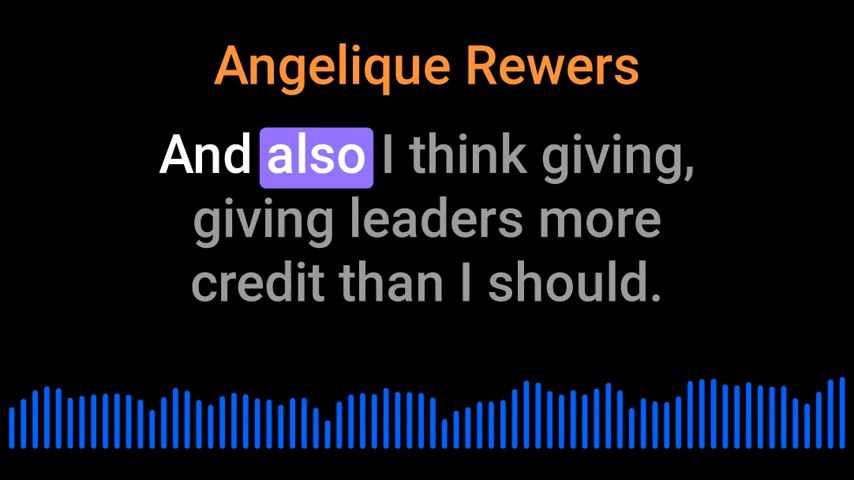 Angelique Rewers
And also I think giving,
giving leaders more
credit than I should.